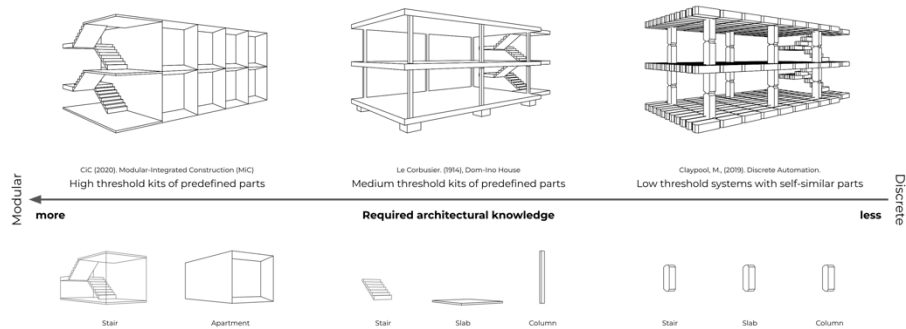 CiC (2020). Modular-Integrated Construction (MiC)
High threshold kits of predefined parts
Le Corbusier. (1914), Dom-Ino House
Medium threshold kits of predefined parts
Claypool, M., (2019). Discrete Automation.
Low threshold systems with self-similar parts
Modular
Discrete
more
Required architectural knowledge
less
Stair
Apartment
Stair
Slab
Column
Stair
Slab
Column